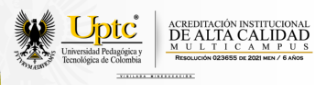 Uptc
Universidad Pedagógica y
Tecnológica de Colombia
ACREDITACIÓN INSTITUCIONAL
DE ALTA CALIDAD
MULTICAMPUS
RESOLUCIÓN 023655 DE 2021 MEN / 6 AÑOS